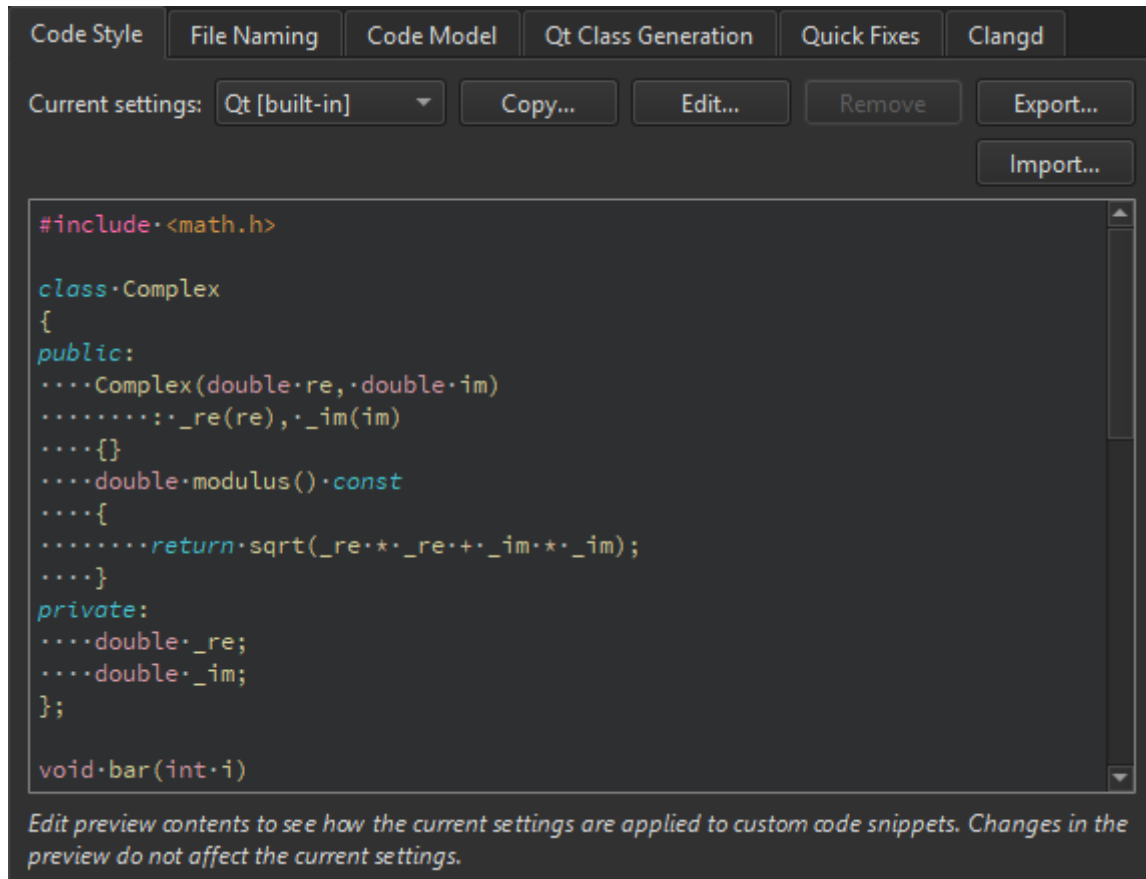 Code Style File Naming Code Model Qt Class Generation Quick Fixes Clangd
Current settings: Qt [built-in] Copy... Edit... Remove Export...
Import...
#include·<math.h>
class·Complex
{
public:
····Complex(double·re,·double·im)
········:·_re(re),·_im(im)
····{}
····double·modulus()·const
····{
········return·sqrt(_re·*·_re·+·_im·*·_im);
····}
private:
····double·_re;
····double·_im;
};
void·bar(int·i)
Edit preview contents to see how the current settings are applied to custom code snippets. Changes in the
preview do not affect the current settings.